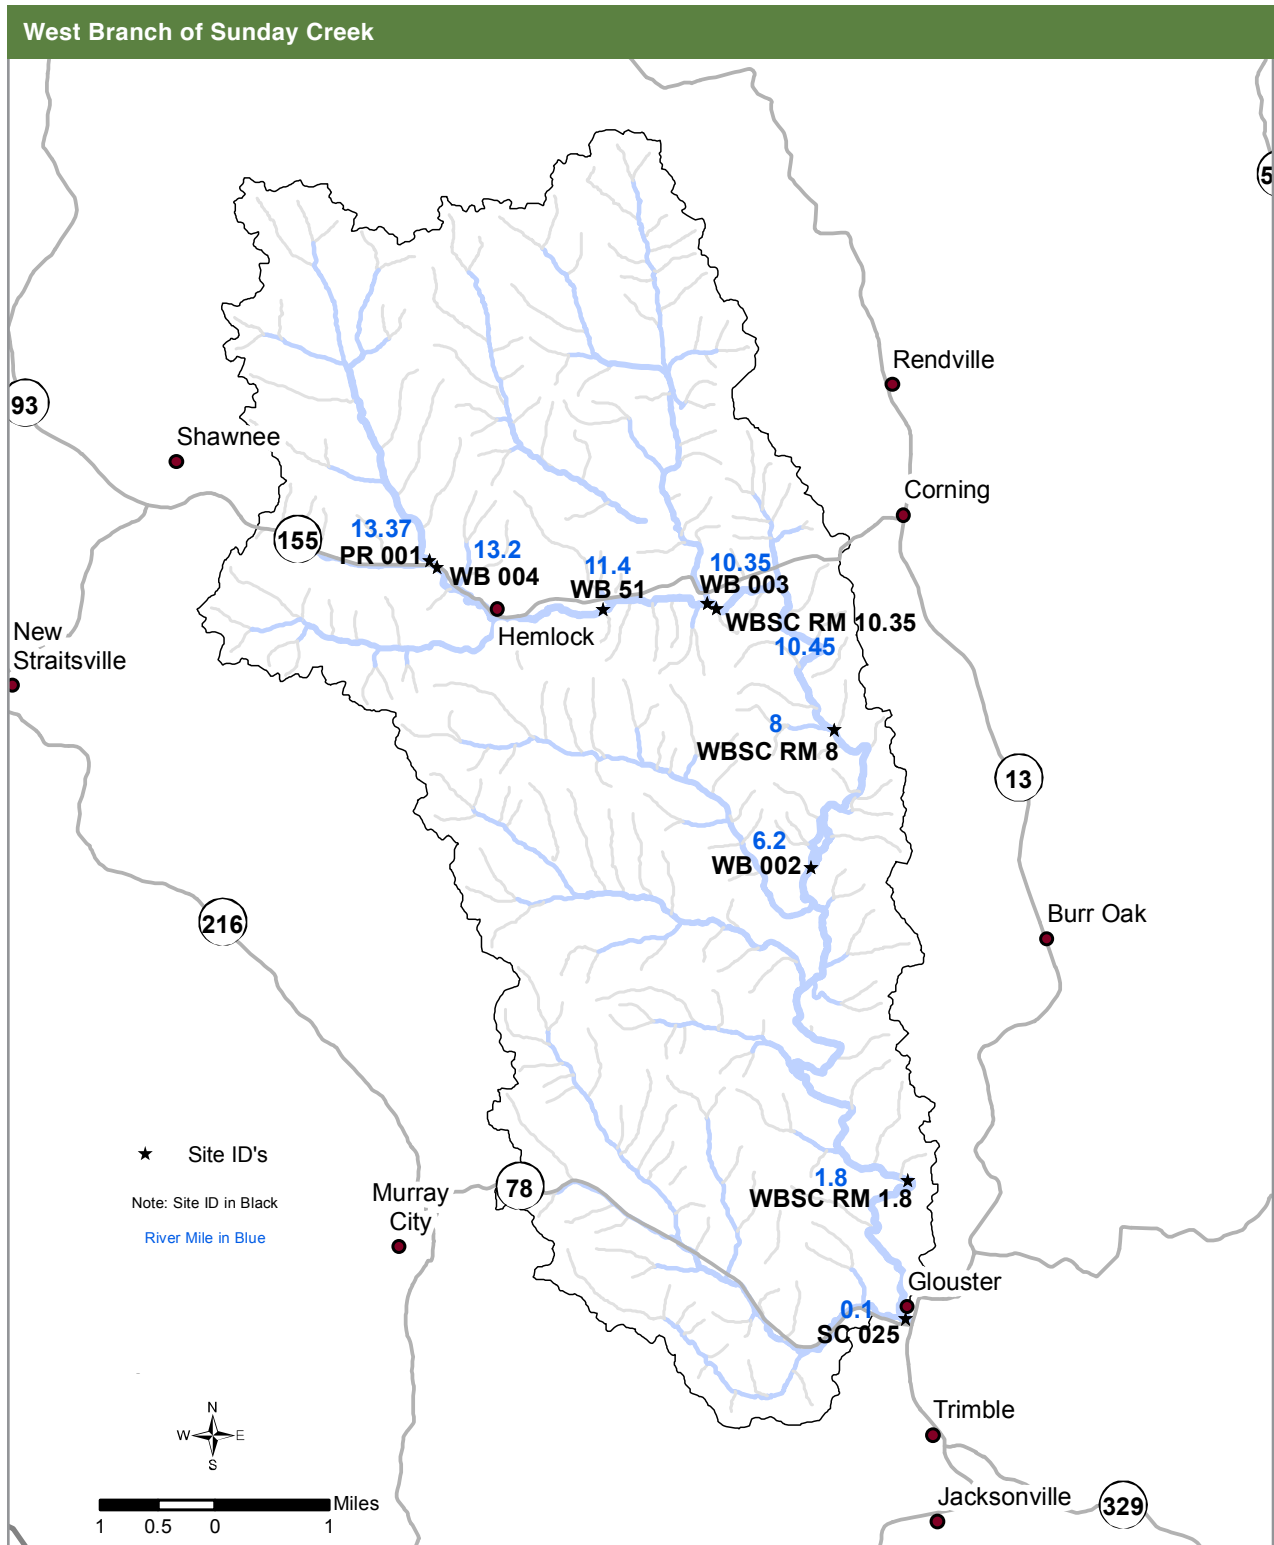 West Branch of Sunday Creek
5
Rendville
93
Shawnee
Corning
13.37
155
PR 001
13.2
WB 004
11.4
WB 51
10.35
WB 003
WBSC RM 10.35
10.45
Hemlock
New
Straitsville
8
WBSC RM 8
13
6.2
WB 002
216
Burr Oak
Site ID's
Note: Site ID in Black
River Mile in Blue
Murray
City
78
1.8
WBSC RM 1.8
Glouster
0.1
SC 025
Trimble
N
W E
S
Miles
1 0.5 0 1
Jacksonville
329